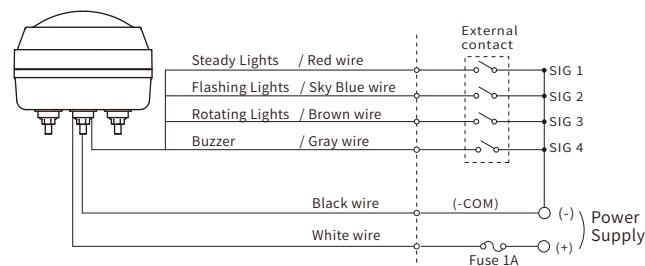 External
contact
Steady Lights / Red wire
SIG 1
Flashing Lights / Sky Blue wire
SIG 2
Rotating Lights / Brown wire
SIG 3
Buzzer / Gray wire
SIG 4
Black wire
(-COM)
(-)
Power
Supply
White wire
(+)
Fuse 1A